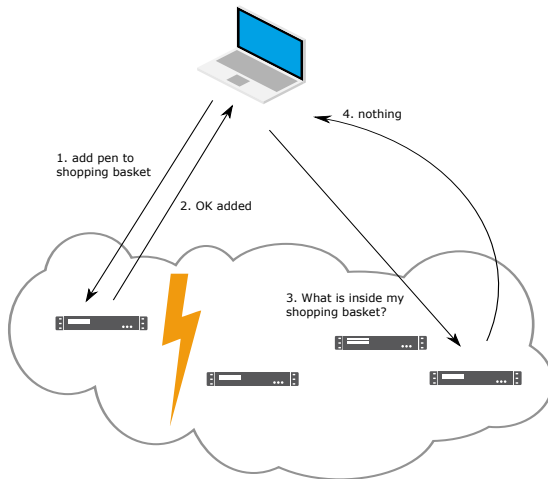 1. add pen to
shopping basket
2. OK added
3. What is inside my
shopping basket?
4. nothing